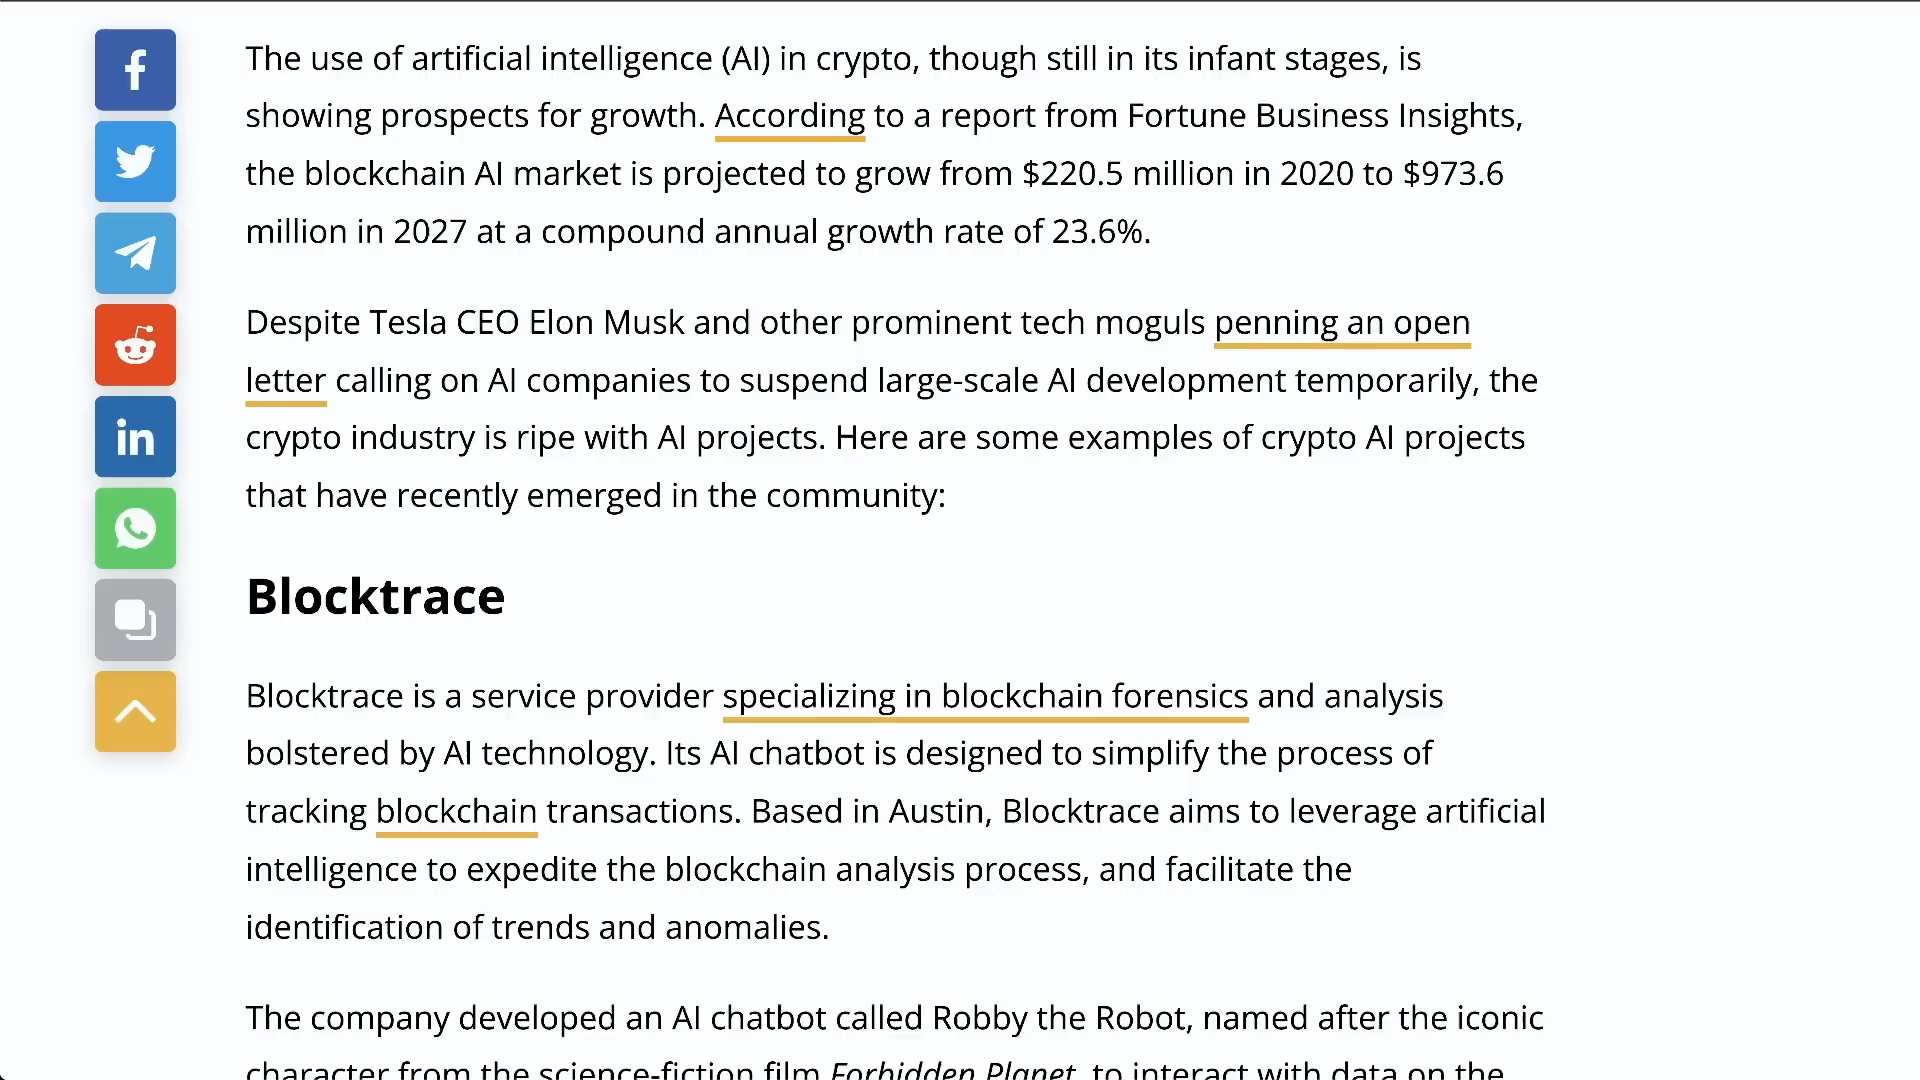 The use of artificial intelligence (AI) in crypto, though still in its infant stages, is
showing prospects for growth. According to a report from Fortune Business Insights,
the blockchain AI market is projected to grow from $220.5 million in 2020 to $973.6
million in 2027 at a compound annual growth rate of 23.6%.
Despite Tesla CEO Elon Musk and other prominent tech moguls penning an open
letter calling on AI companies to suspend large-scale AI development temporarily, the
crypto industry is ripe with AI projects. Here are some examples of crypto AI projects
that have recently emerged in the community:
Blocktrace
Blocktrace is a service provider specializing in blockchain forensics and analysis
bolstered by AI technology. Its AI chatbot is designed to simplify the process of
tracking blockchain transactions. Based in Austin, Blocktrace aims to leverage artificial
intelligence to expedite the blockchain analysis process, and facilitate the
identification of trends and anomalies.
The company developed an AI chatbot called Robby the Robot, named after the iconic
character from the science-fiction film Forbidden Planet, to interact with data on the